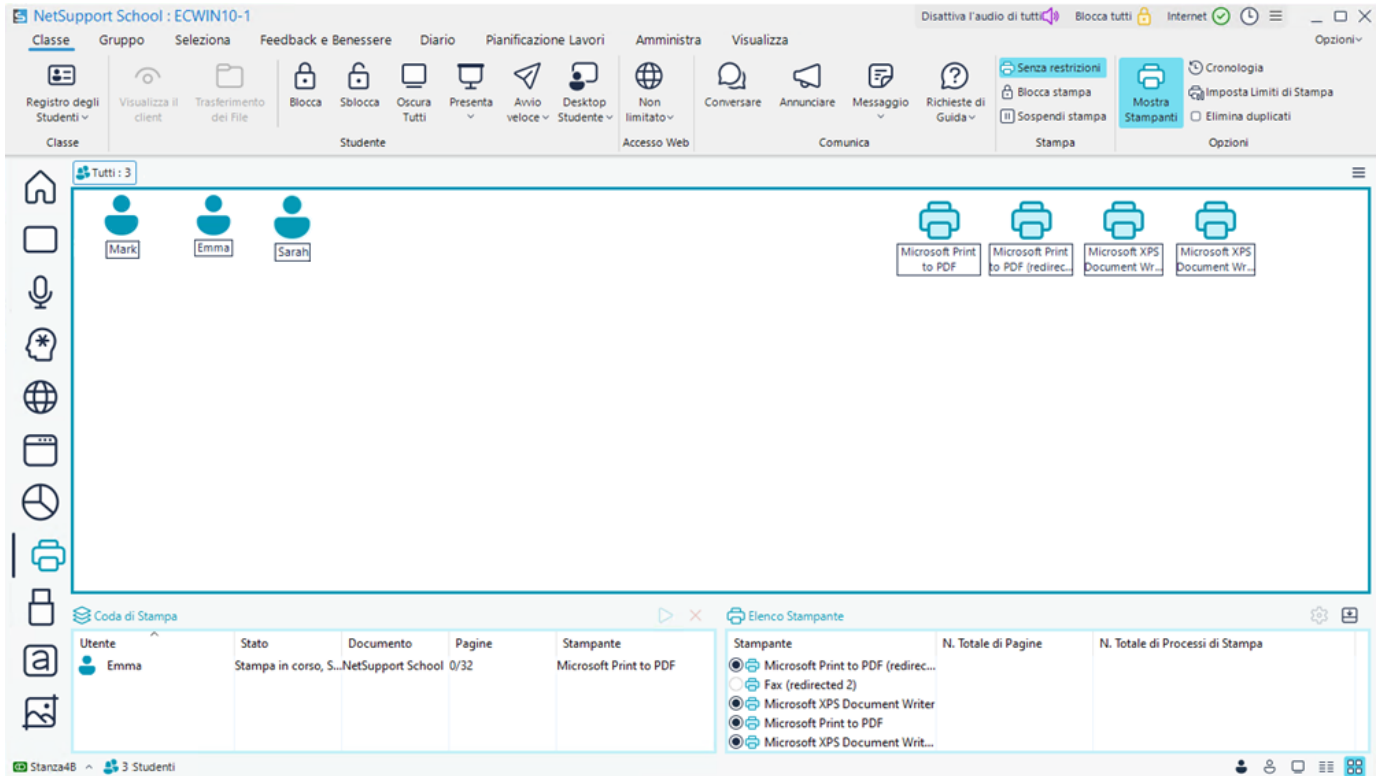 NetSupport School : ECWIN10-1
Disattiva l'audio di tutti
Blocca tutti
Internet
Classe
Gruppo
Seleziona
Feedback e Benessere
Diario
Pianificazione Lavori
Amministra
Visualizza
Opzioni
Registro degli
Studenti
Visualizza il
client
Trasferimento
dei File
Blocca
Sblocca
Oscura
Tutti
Presenta
Avvio
veloce
Desktop
Studente
Non
limitato
Conversare
Annunciare
Messaggio
Richieste di
Guida
Senza restrizioni
Blocca stampa
Sospendi stampa
Mostra
Stampanti
Cronologia
Imposta Limiti di Stampa
Elimina duplicati
Classe
Studente
Accesso Web
Comunica
Stampa
Opzioni
Tutti : 3
Mark
Emma
Sarah
Microsoft Print
to PDF
Microsoft Print
to PDF (redirec...
Microsoft XPS
Document Wr...
Microsoft XPS
Document Wr...
Coda di Stampa
Utente
Stato
Documento
Pagine
Stampante
Emma
Stampa in corso, S...
NetSupport School
0/32
Microsoft Print to PDF
Elenco Stampante
Stampante
N. Totale di Pagine
N. Totale di Processi di Stampa
Microsoft Print to PDF (redirec...
Fax (redirected 2)
Microsoft XPS Document Writer
Microsoft Print to PDF
Microsoft XPS Document Writ...
Stanza4B
3 Studenti